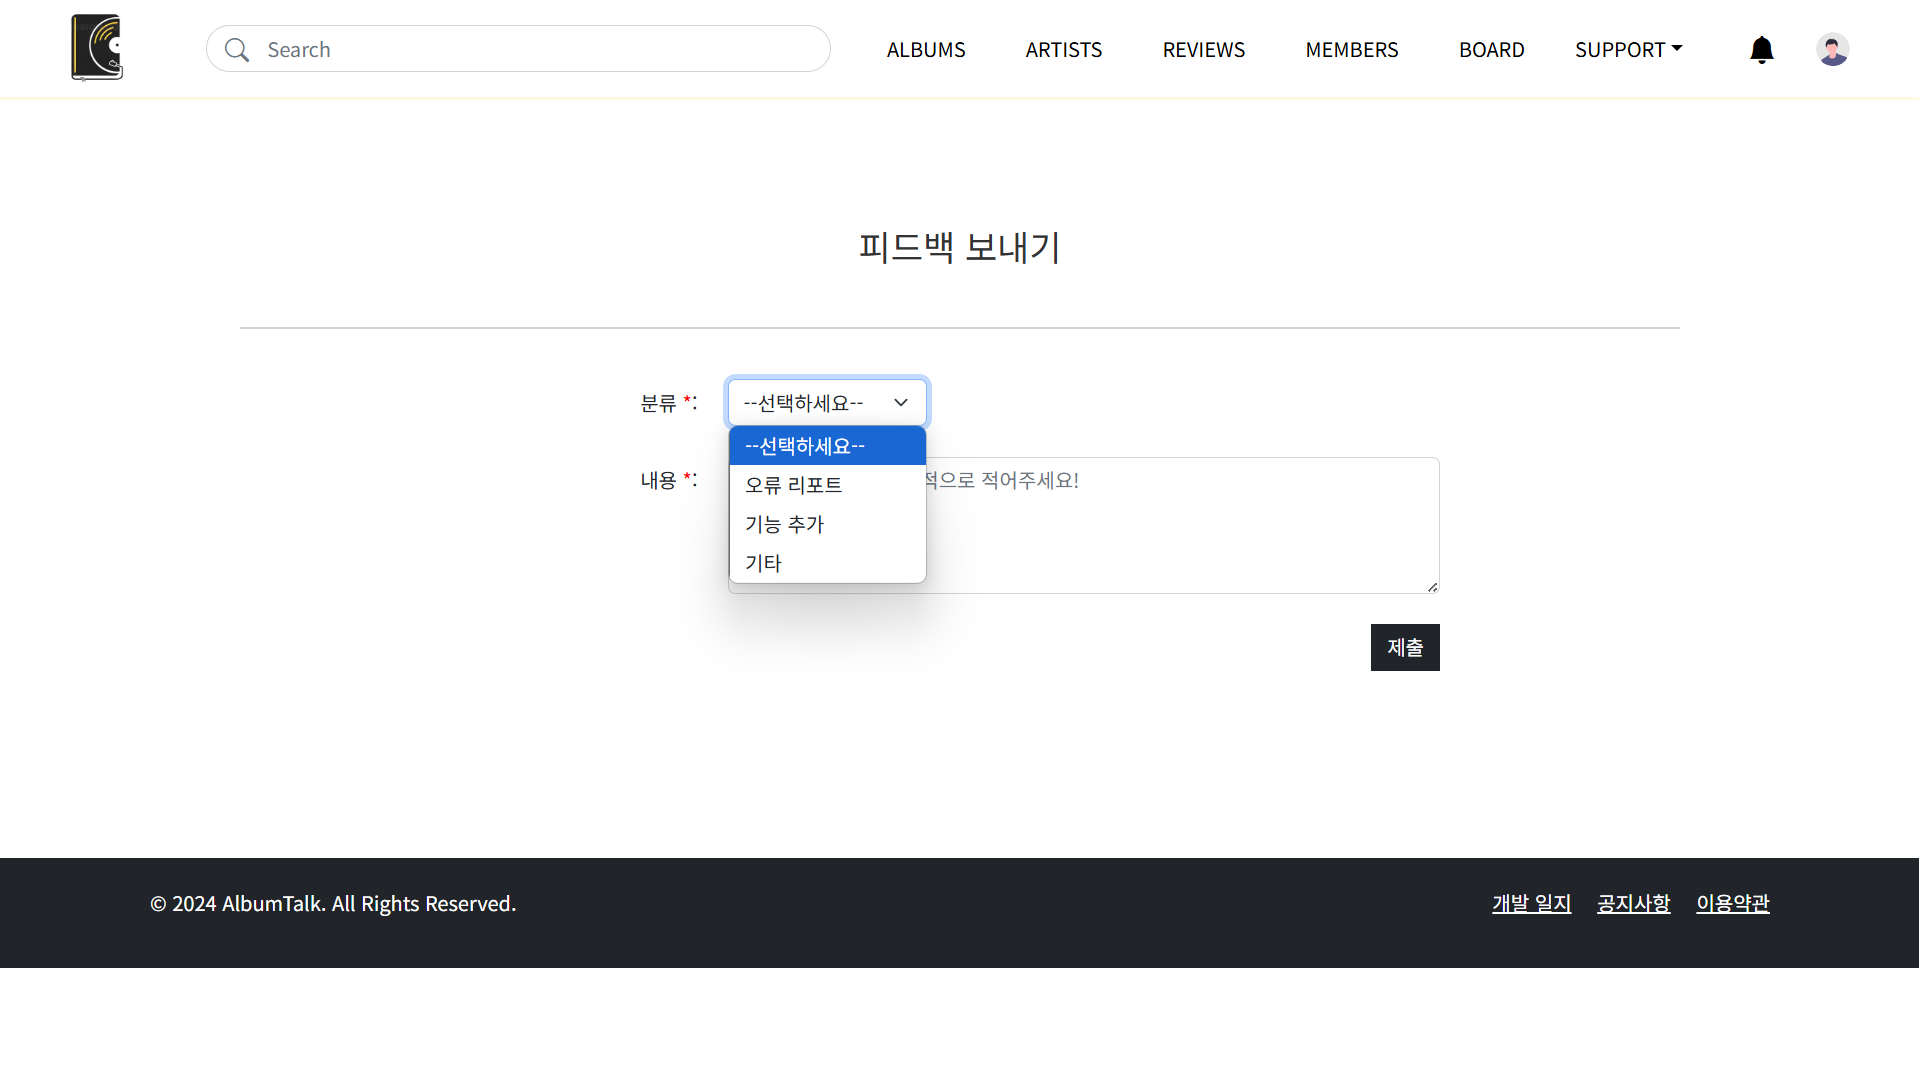 Search
ALBUMS ARTISTS REVIEWS MEMBERS BOARD SUPPORT
피드백 보내기
분류 *: --선택하세요--
--선택하세요--
오류 리포트
기능 추가
기타
내용 *: 적으로 적어주세요!
제출
© 2024 AlbumTalk. All Rights Reserved. 개발 일지 공지사항 이용약관